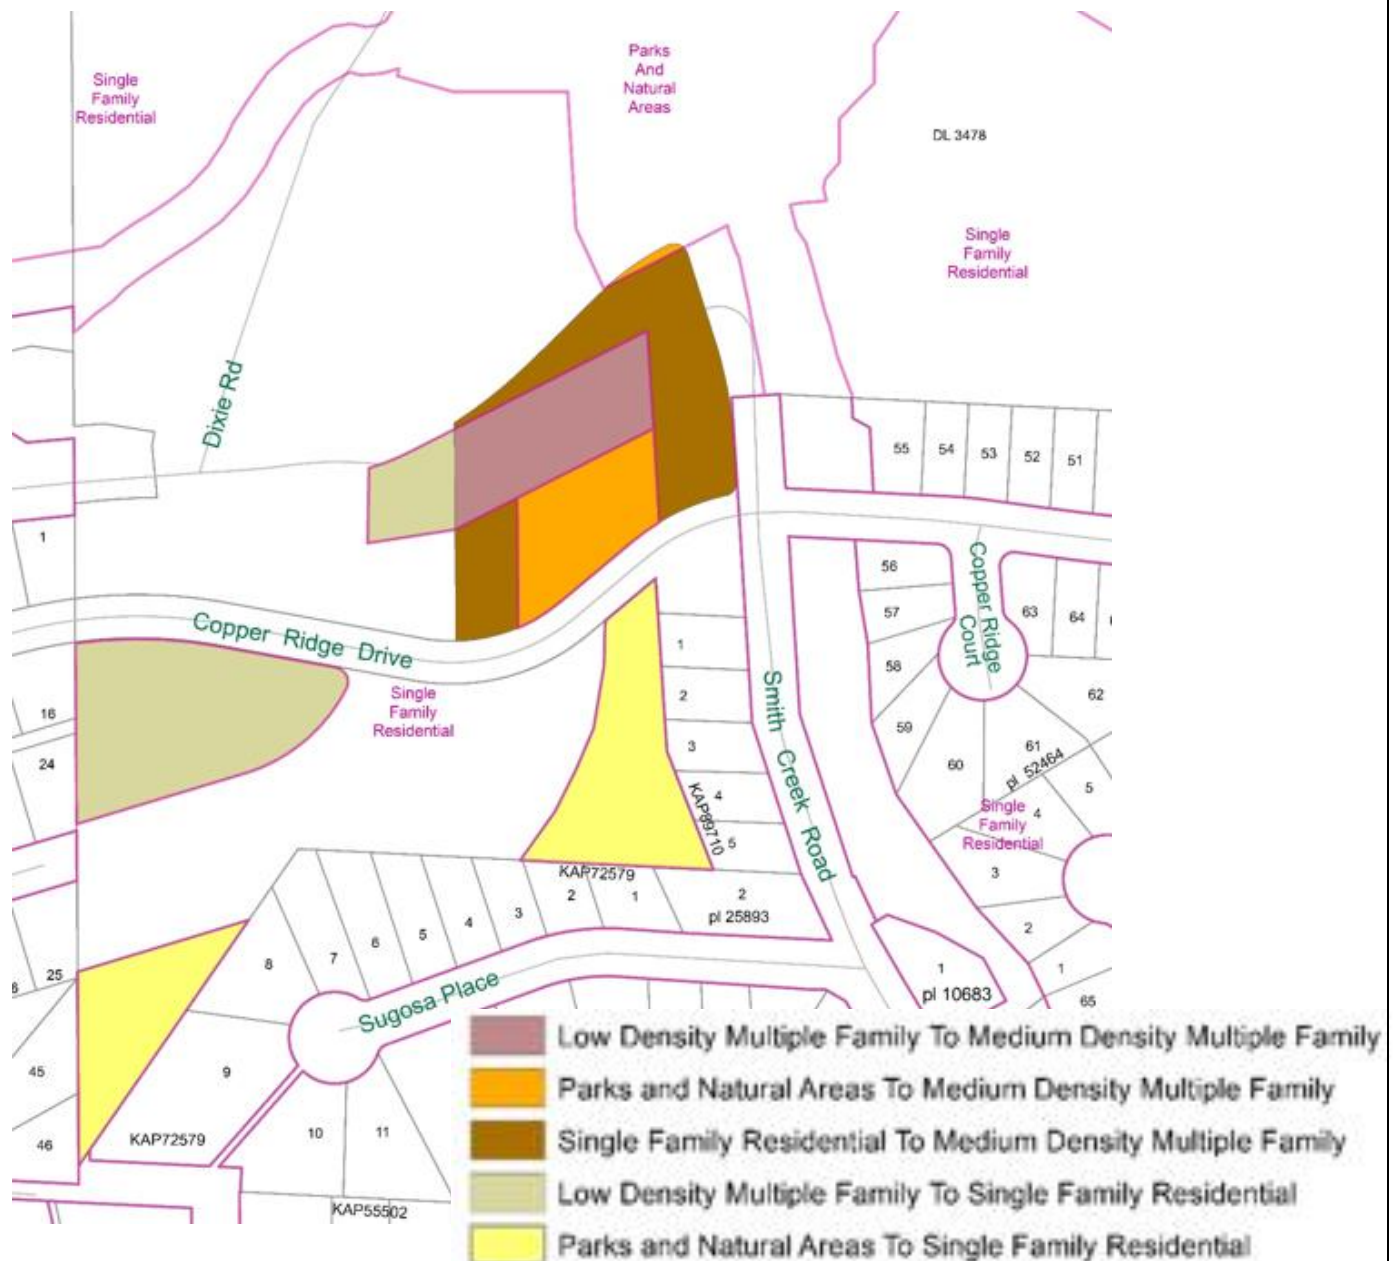 Single
Family
Residential
Parks
And
Natural
Areas
DL 3478
Single
Family
Residential
Dixie Rd
55
54
53
52
51
1
56
57
58
59
60
61
62
63
64
Copper Ridge
Court
pl 52464
Copper Ridge Drive
Single
Family
Residential
16
24
1
2
3
4
5
KAP89710
Smith Creek Road
Single
Family
Residential
5
4
3
2
1
65
KAP72579
2
1
2
pl 25893
3
4
5
6
7
8
9
10
11
Sugosa Place
1
pl 10683
25
45
46
KAP72579
KAP55502
Low Density Multiple Family To Medium Density Multiple Family
Parks and Natural Areas To Medium Density Multiple Family
Single Family Residential To Medium Density Multiple Family
Low Density Multiple Family To Single Family Residential
Parks and Natural Areas To Single Family Residential